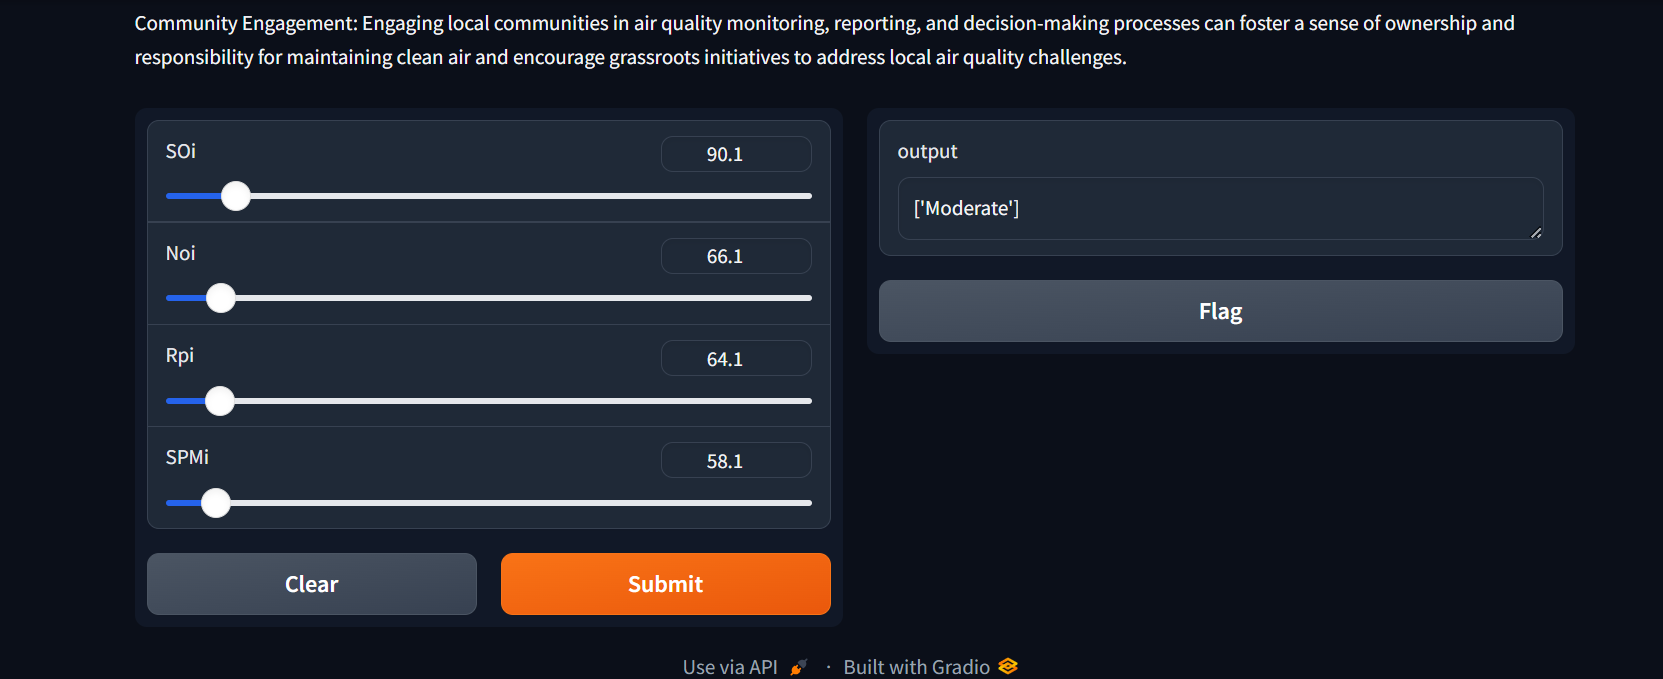 Community Engagement: Engaging local communities in air quality monitoring, reporting, and decision-making processes can foster a sense of ownership and
responsibility for maintaining clean air and encourage grassroots initiatives to address local air quality challenges.
SOi
90.1
Noi
66.1
Rpi
64.1
SPMi
58.1
Clear
Submit
output
['Moderate']
Flag
Use via API · Built with Gradio